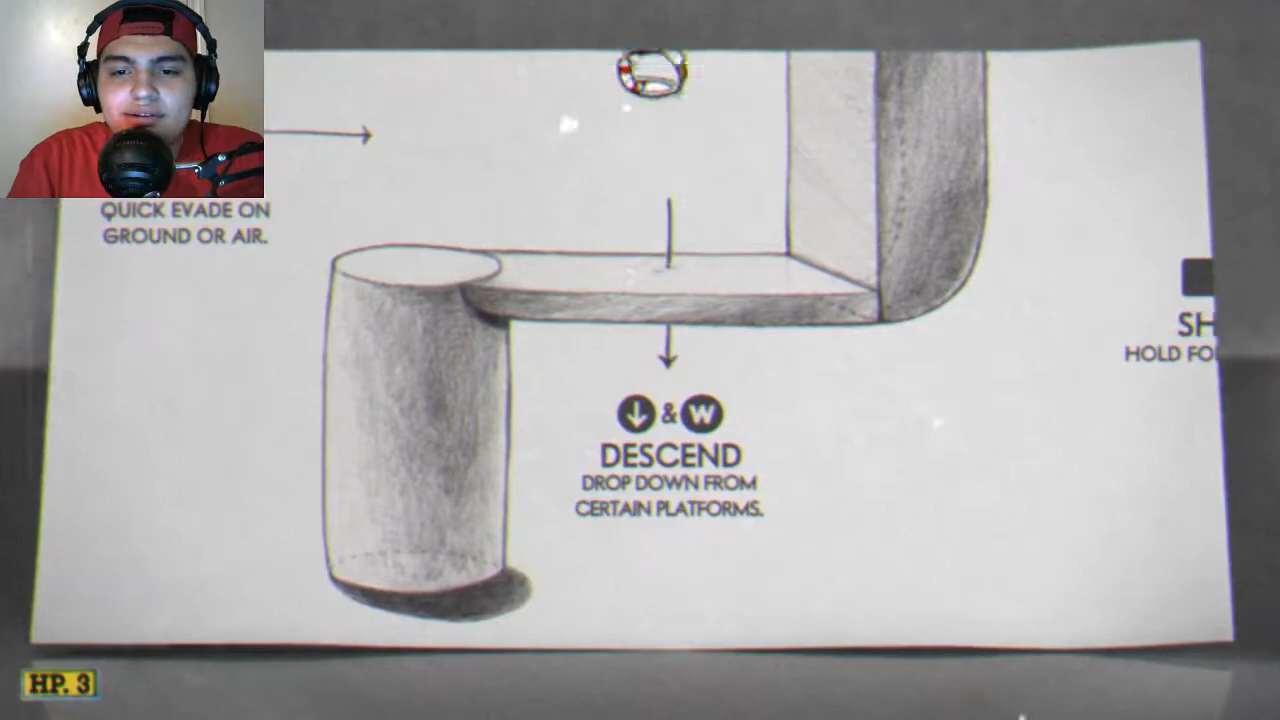 QUICK EVADE ON
GROUND OR AIR.
SH
HOLD FO
↓ & W
DESCEND
DROP DOWN FROM
CERTAIN PLATFORMS.
HP. 3